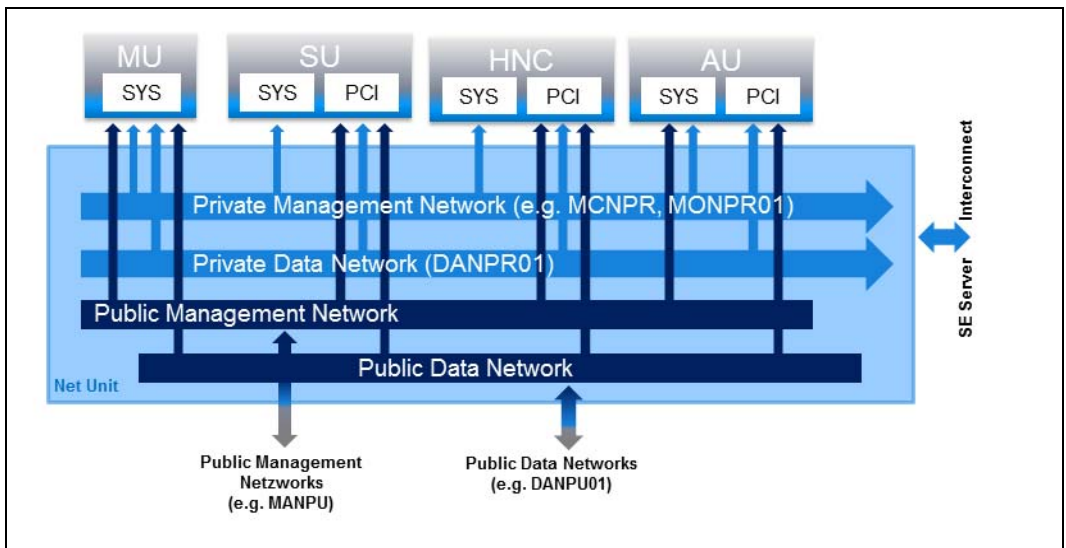 MU
SYS
SU
SYS
PCI
HNC
SYS
PCI
AU
SYS
PCI
Private Management Network (e.g. MCNPR, MONPR01)
Private Data Network (DANPR01)
Public Management Network
Public Data Network
Net Unit
SE Server Interconnect
Public Management
Netzworks
(e.g. MANPU)
Public Data Networks
(e.g. DANPU01)